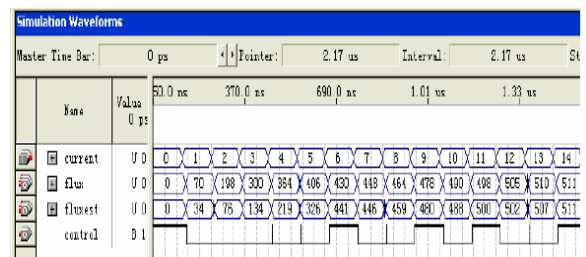 Simulation Waveforms
Master Time Bar: 0 ps Pointer: 2.17 us Interval: 2.17 us St
Name Value 0 ps 50.0 ns 370.0 ns 690.0 ns 1.01 us 1.33 us
current U 0 0 1 2 3 4 5 6 7 8 9 10 11 12 13 14
flux U 0 0 70 198 300 364 406 430 448 464 478 490 498 505 510 511
fluxest U 0 0 34 76 134 219 326 441 446 459 480 488 500 502 507 511
control B 1